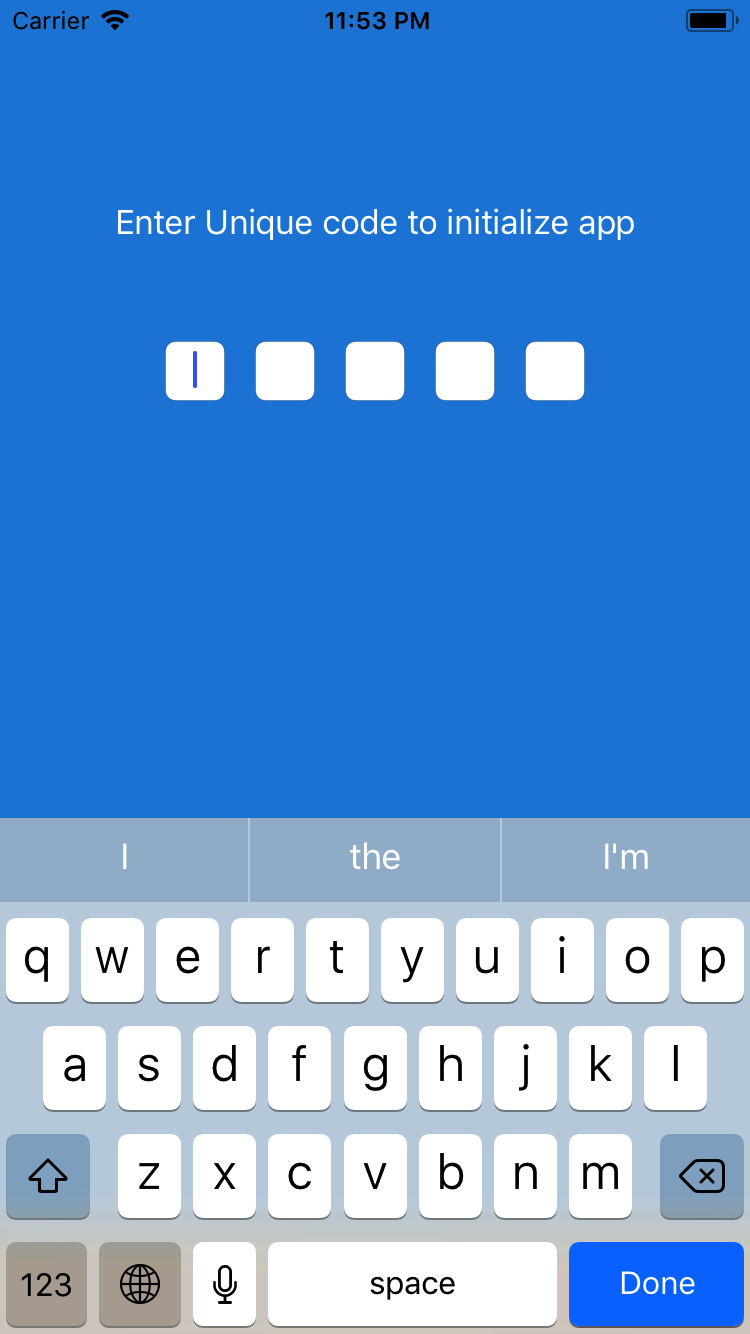 Carrier 11:53 PM
Enter Unique code to initialize app
I the I'm
q w e r t y u i o p
a s d f g h j k l
z x c v b n m
123 space Done